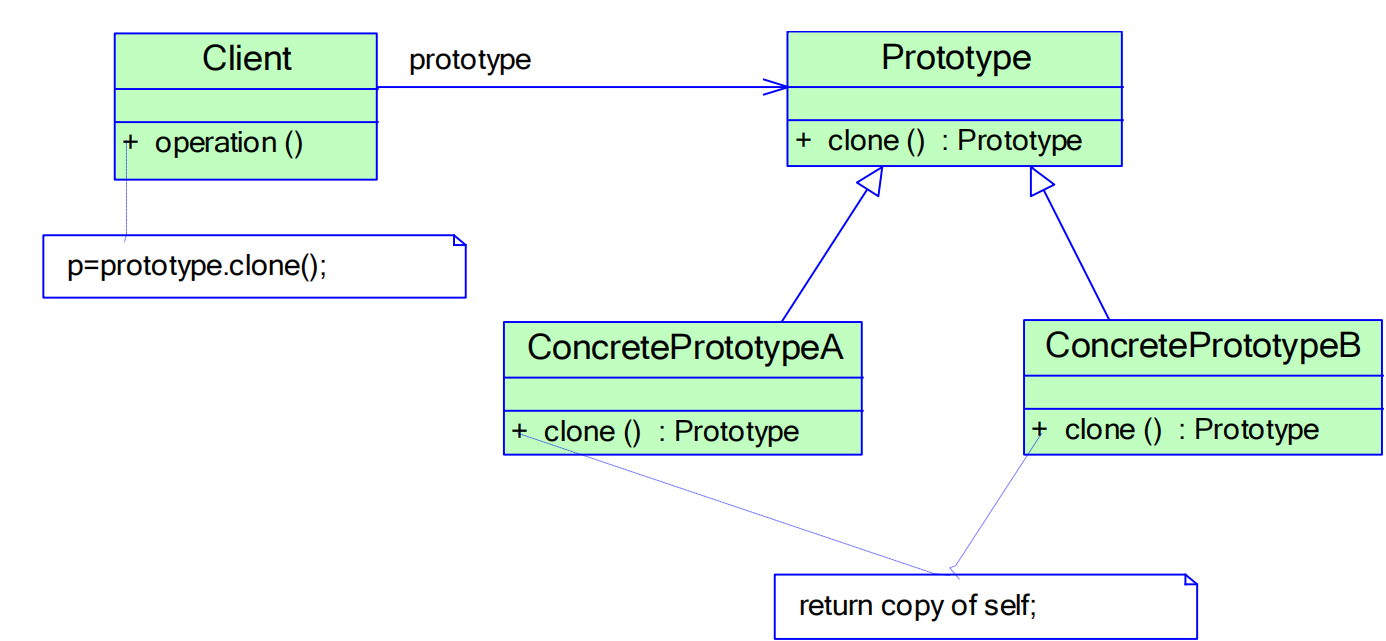 Client
+ operation ()
p=prototype.clone();
prototype
Prototype
+ clone () : Prototype
ConcretePrototypeA
+ clone () : Prototype
ConcretePrototypeB
+ clone () : Prototype
return copy of self;